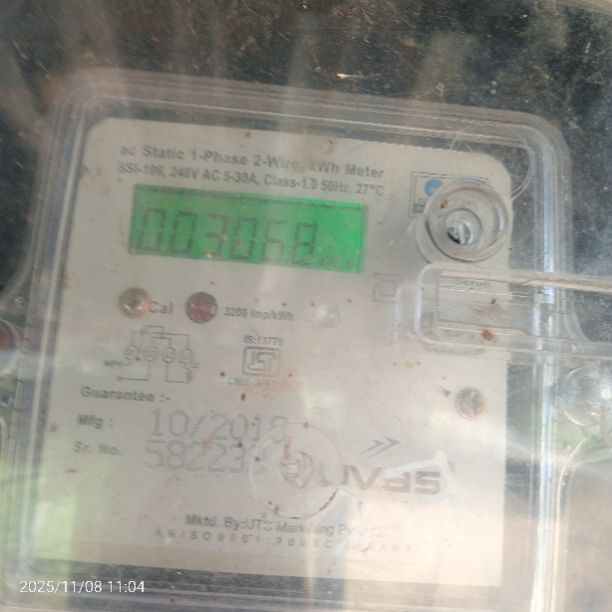 ac Static 1-Phase 2-Wire, kWh Meter
SSI-106, 240V AC 5-30A, Class-1.0 50Hz, 27°C
003068
Cal 3200 imp/kWh
IS:13779
Guarantee :-
Mfg : 10/2018
Sr. No. 58223
Mktd. By:UTC Marketing
2025/11/08 11:04